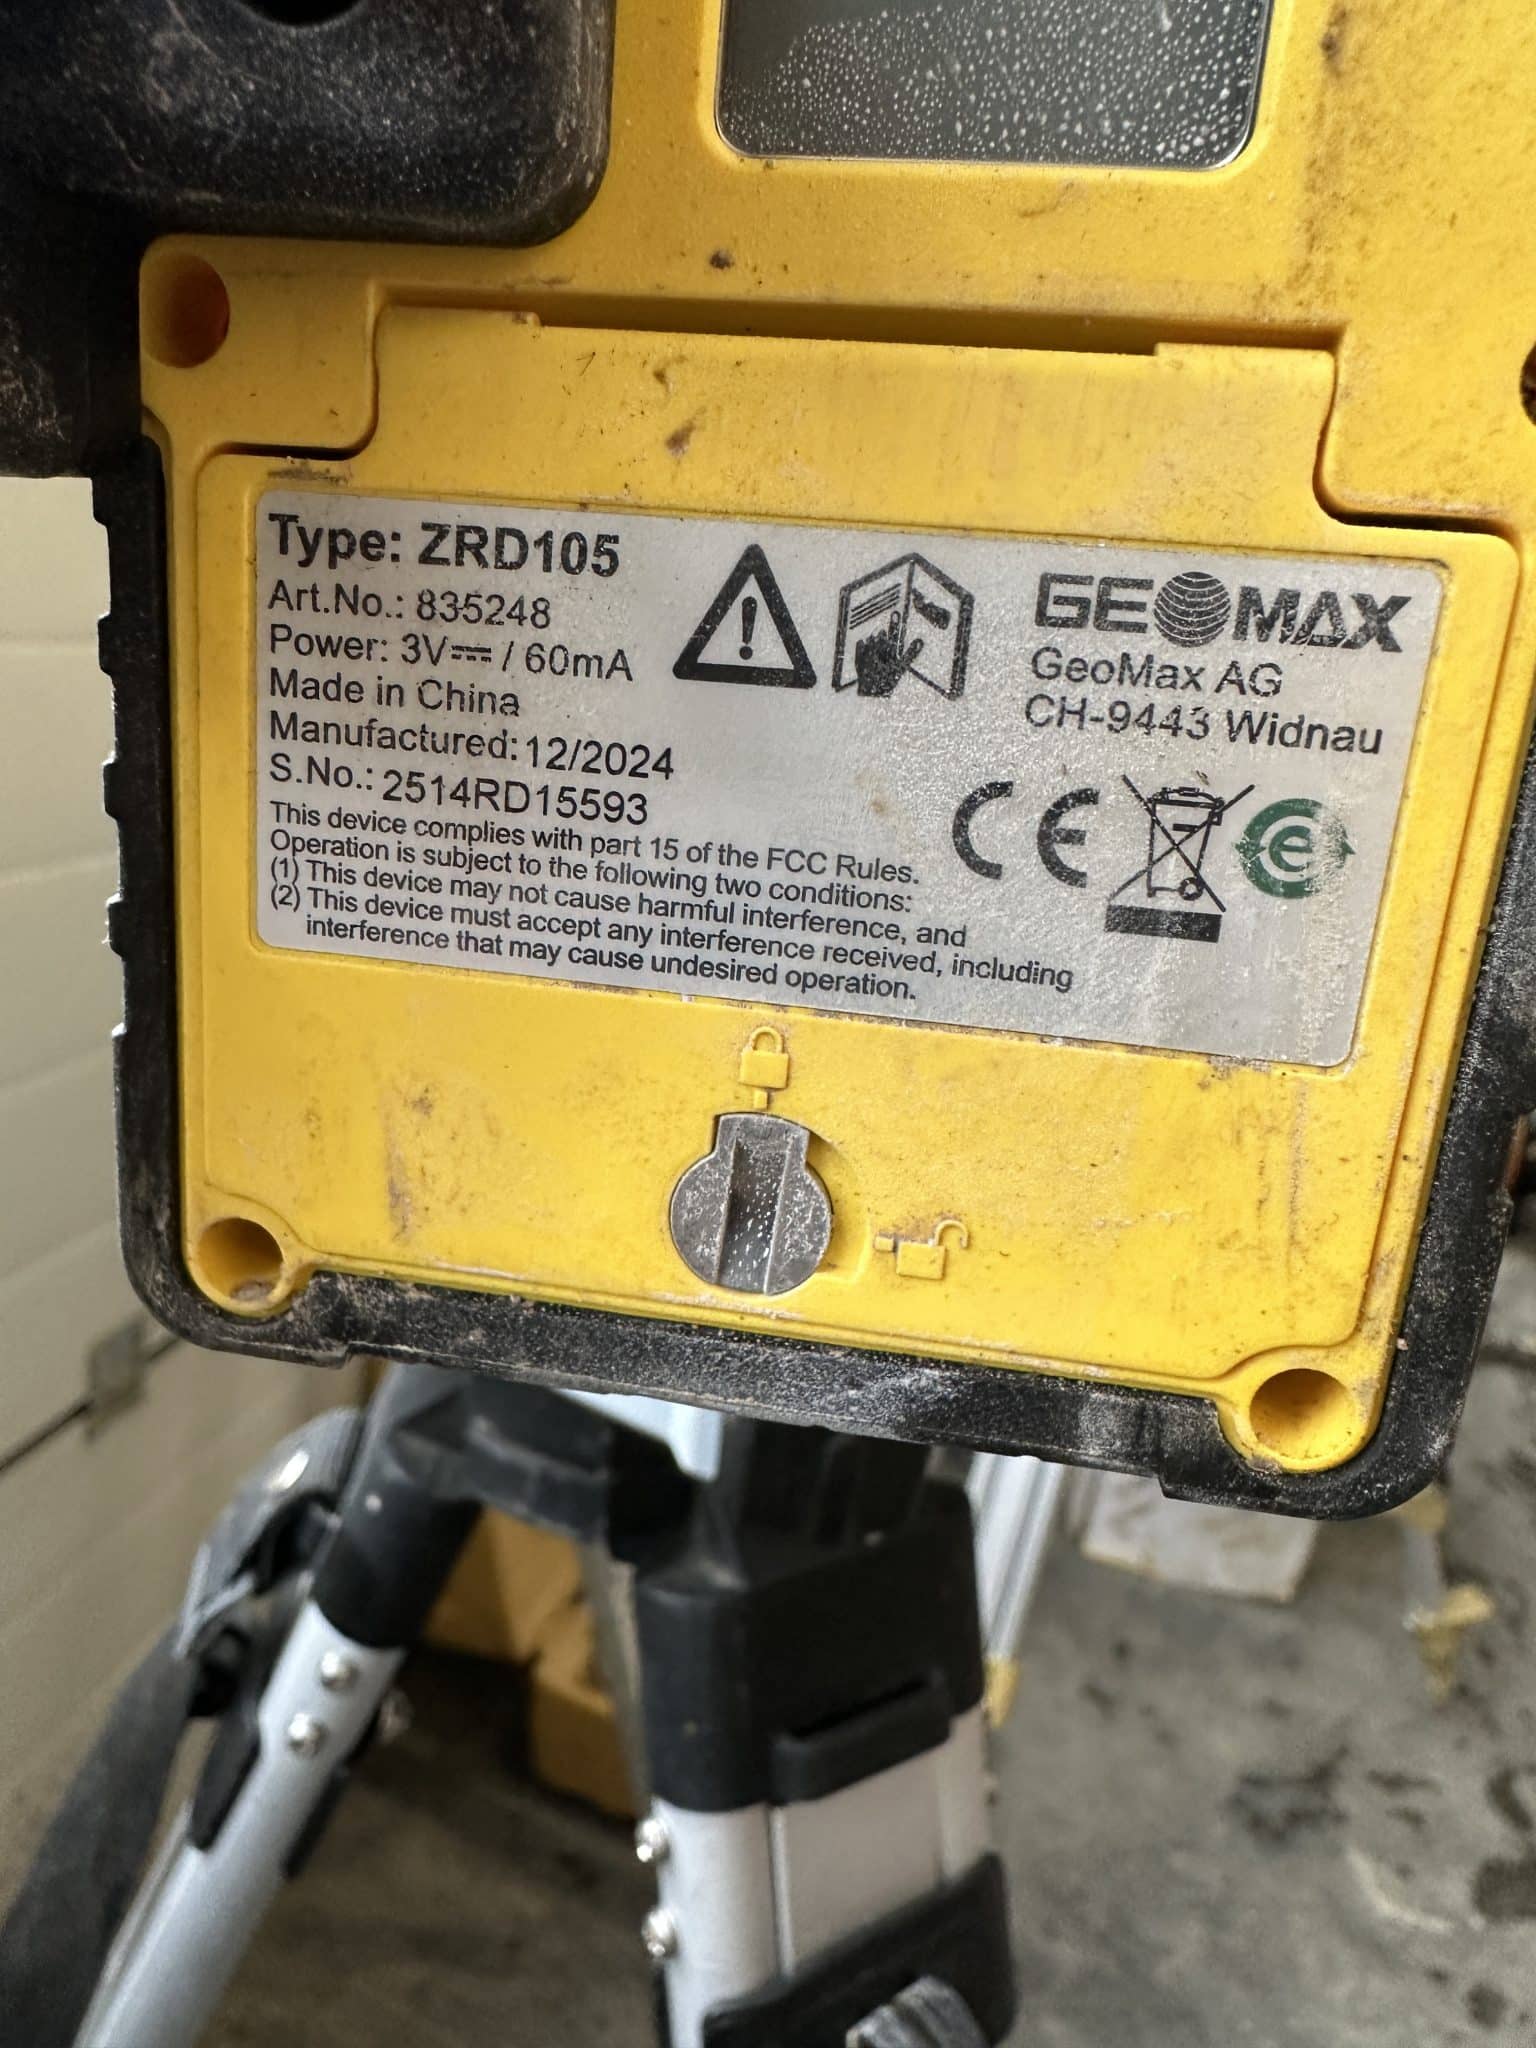 Type: ZRD105
Art.No.: 835248
Power: 3V⎓ / 60mA
Made in China
Manufactured: 12/2024
S.No.: 2514RD15593
This device complies with part 15 of the FCC Rules.
Operation is subject to the following two conditions:
(1) This device may not cause harmful interference, and
(2) This device must accept any interference received, including
interference that may cause undesired operation.
GEOMAX
GeoMax AG
CH-9443 Widnau
CE
e